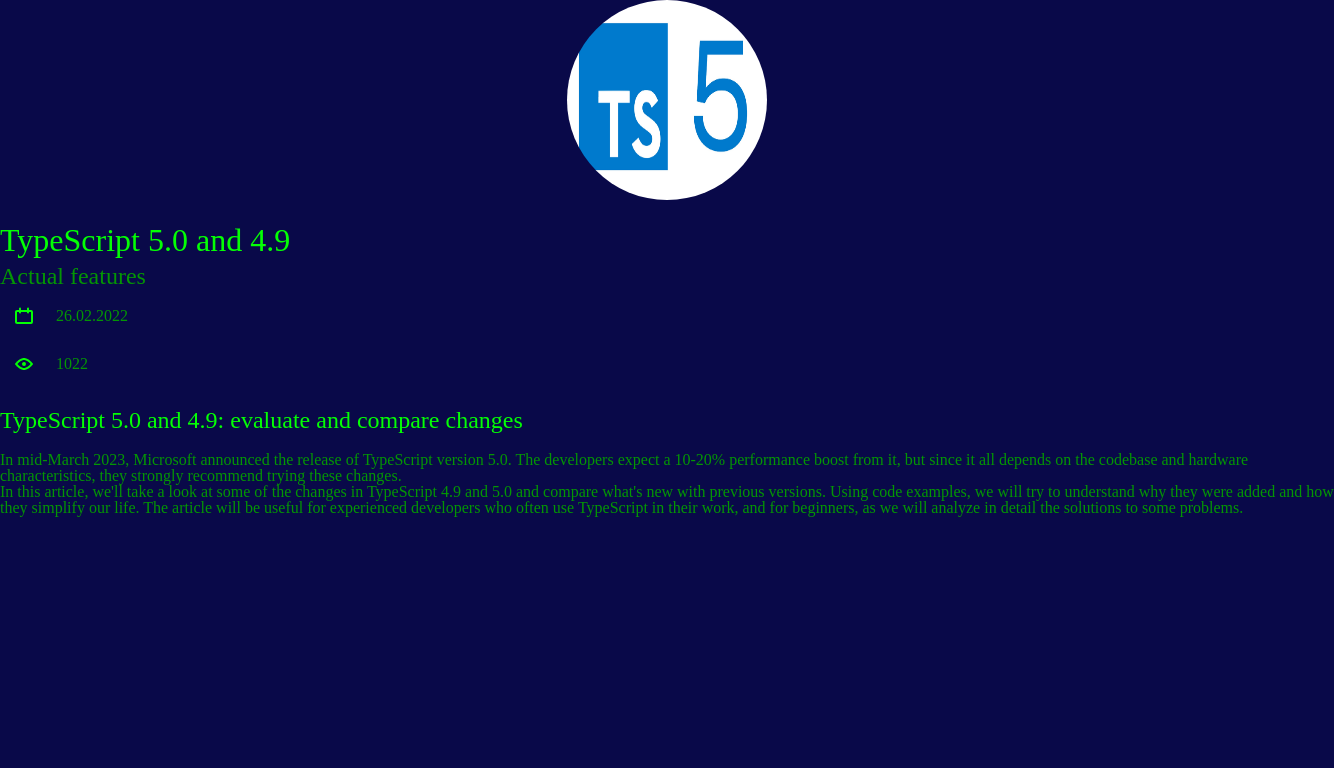 TS 5
TypeScript 5.0 and 4.9
Actual features
26.02.2022
1022
TypeScript 5.0 and 4.9: evaluate and compare changes
In mid-March 2023, Microsoft announced the release of TypeScript version 5.0. The developers expect a 10-20% performance boost from it, but since it all depends on the codebase and hardware
characteristics, they strongly recommend trying these changes.
In this article, we'll take a look at some of the changes in TypeScript 4.9 and 5.0 and compare what's new with previous versions. Using code examples, we will try to understand why they were added and how
they simplify our life. The article will be useful for experienced developers who often use TypeScript in their work, and for beginners, as we will analyze in detail the solutions to some problems.